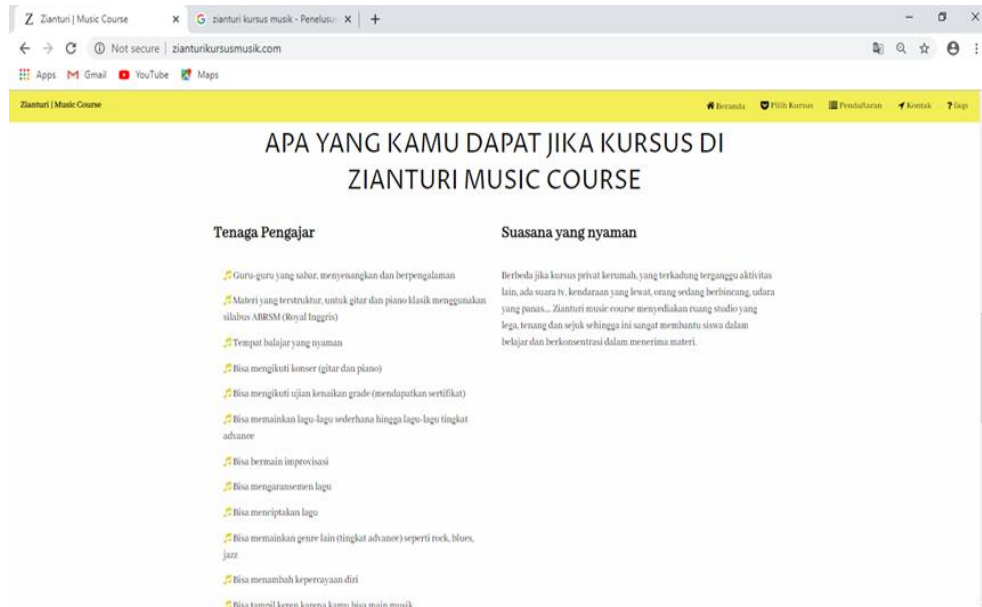 Zianturi | Music Course
zianturi kursus musik - Penelusur
Not secure | zianturikursusmusik.com
Apps Gmail YouTube Maps
Zianturi | Music Course Beranda Pilih Kursus Pendaftaran Kontak ? faqs
APA YANG KAMU DAPAT JIKA KURSUS DI
ZIANTURI MUSIC COURSE
Tenaga Pengajar
Guru-guru yang sabar, menyenangkan dan berpengalaman
Materi yang terstruktur, untuk gitar dan piano klasik menggunakan
silabus ABRSM (Royal Inggris)
Tempat balajar yang nyaman
Bisa mengikuti konser (gitar dan piano)
Bisa mengikuti ujian kenaikan grade (mendapatkan sertifikat)
Bisa memainkan lagu-lagu sederhana hingga lagu-lagu tingkat
advance
Bisa bermain improvisasi
Bisa mengaransemen lagu
Bisa menciptakan lagu
Bisa memainkan genre lain (tingkat advance) seperti rock, blues,
jazz
Bisa menambah kepercayaan diri
Bisa tampil keren karena kamu bisa main musik
Suasana yang nyaman
Berbeda jika kursus privat kerumah, yang terkadung terganggu aktivitas
lain, ada suara tv, kendaraan yang lewat, orang sedang berbincang, udara
yang panas... Zianturi music course menyediakan ruang studio yang
lega, tenang dan sejuk sehingga ini sangat membantu siswa dalam
belajar dan berkonsentrasi dalam menerima materi.